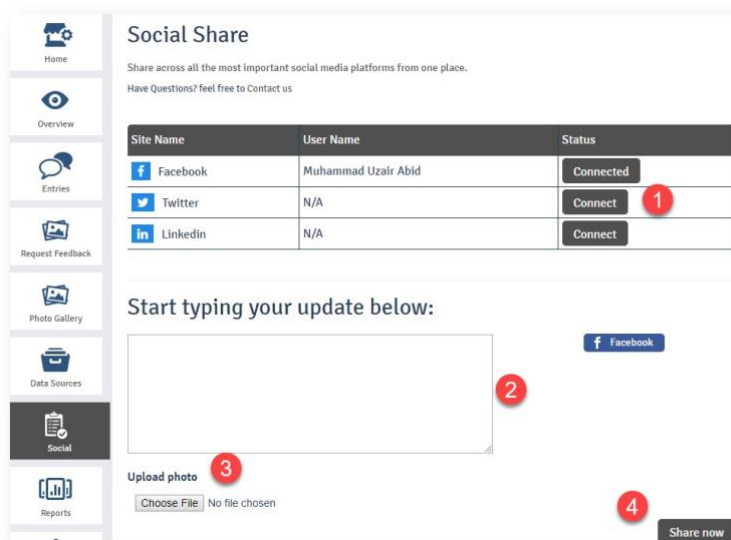 Home
Overview
Entries
Request Feedback
Photo Gallery
Data Sources
Social
Reports
Social Share
Share across all the most important social media platforms from one place.
Have Questions? feel free to Contact us
Site Name User Name Status
f Facebook Muhammad Uzair Abid Connected
Twitter N/A Connect 1
in Linkedin N/A Connect
Start typing your update below:
f Facebook
2
Upload photo 3
Choose File No file chosen
4
Share now